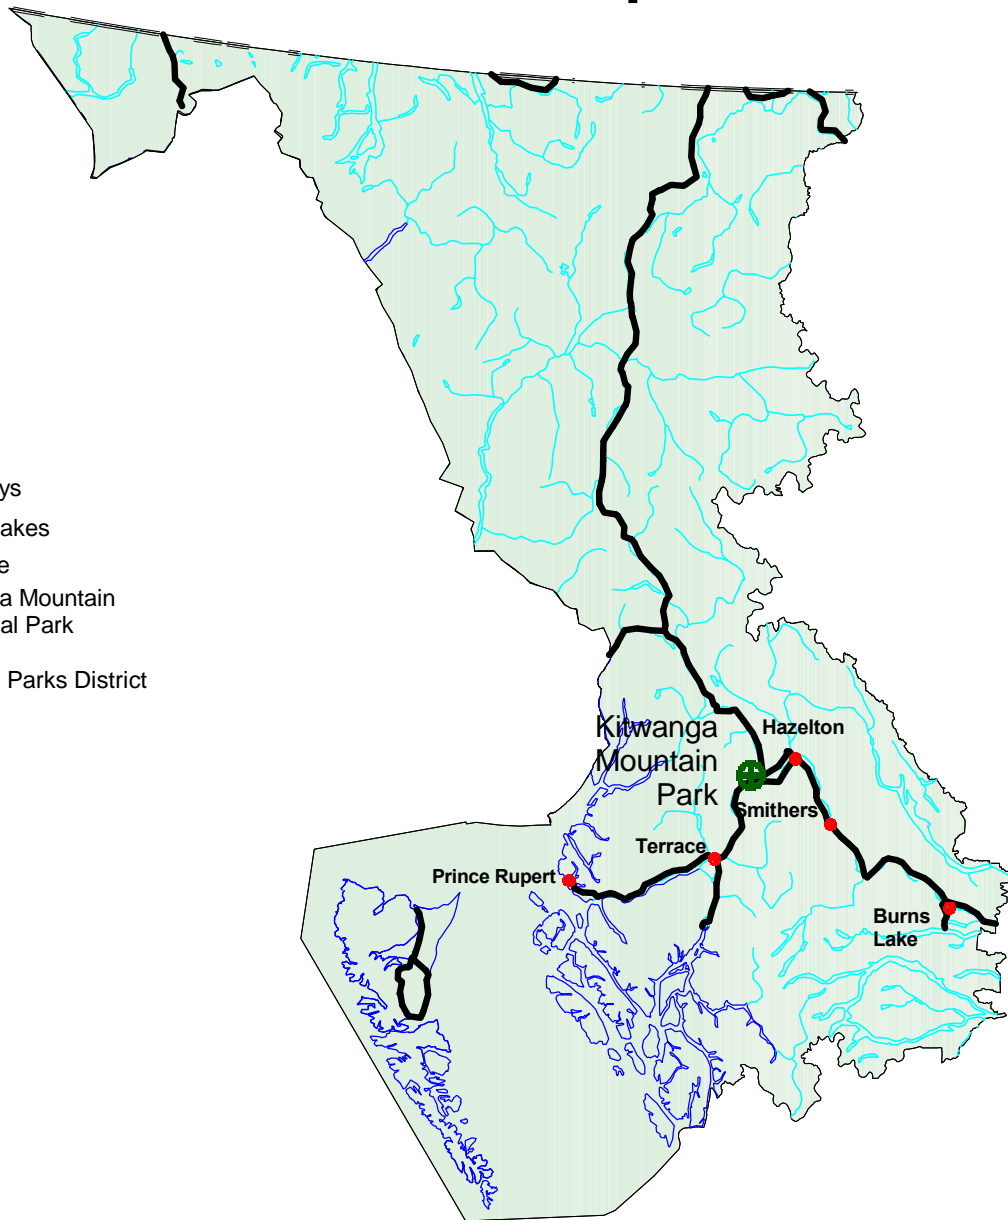 ys
akes
e
a Mountain
al Park
Parks District
Kitwanga
Mountain
Park
Hazelton
Smithers
Terrace
Prince Rupert
Burns
Lake